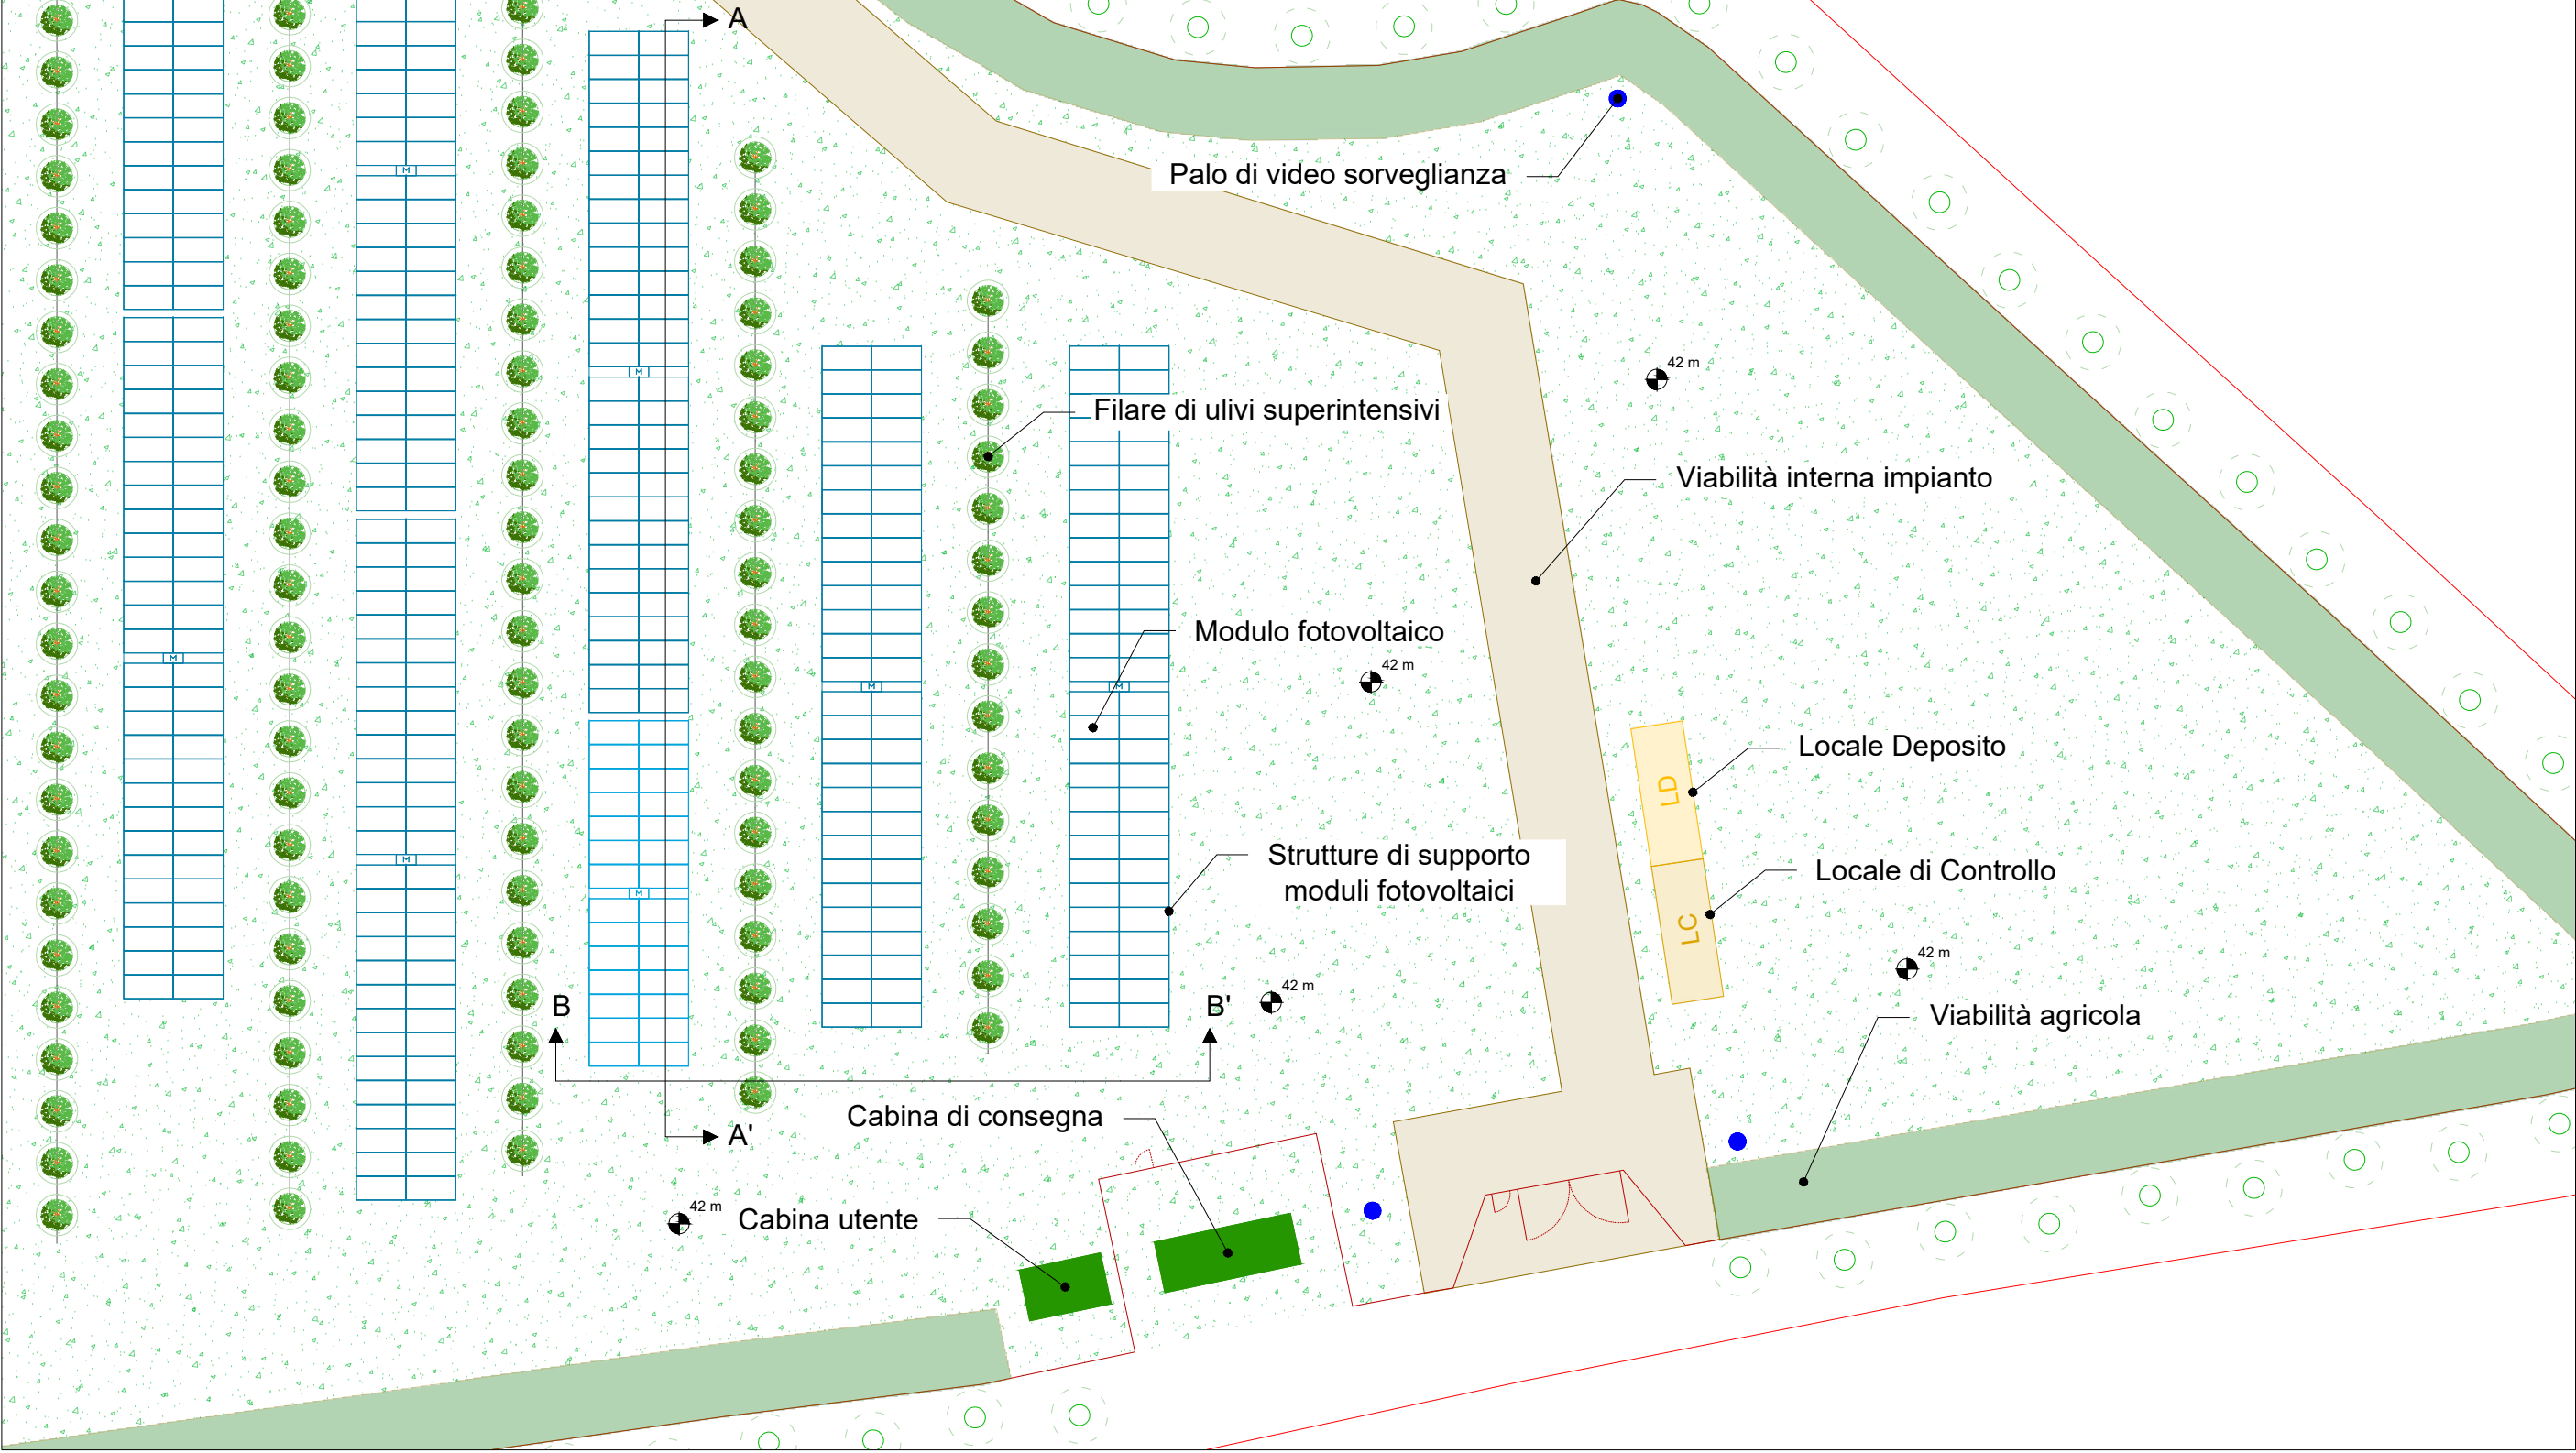 A
M
Palo di video sorveglianza
42 m
M
Filare di ulivi superintensivi
Viabilità interna impianto
Modulo fotovoltaico
42 m
M
M
M
Locale Deposito
LD
M
Strutture di supporto
moduli fotovoltaici
Locale di Controllo
M
LC
42 m
B
B'
42 m
Viabilità agricola
Cabina di consegna
A'
42 m
Cabina utente